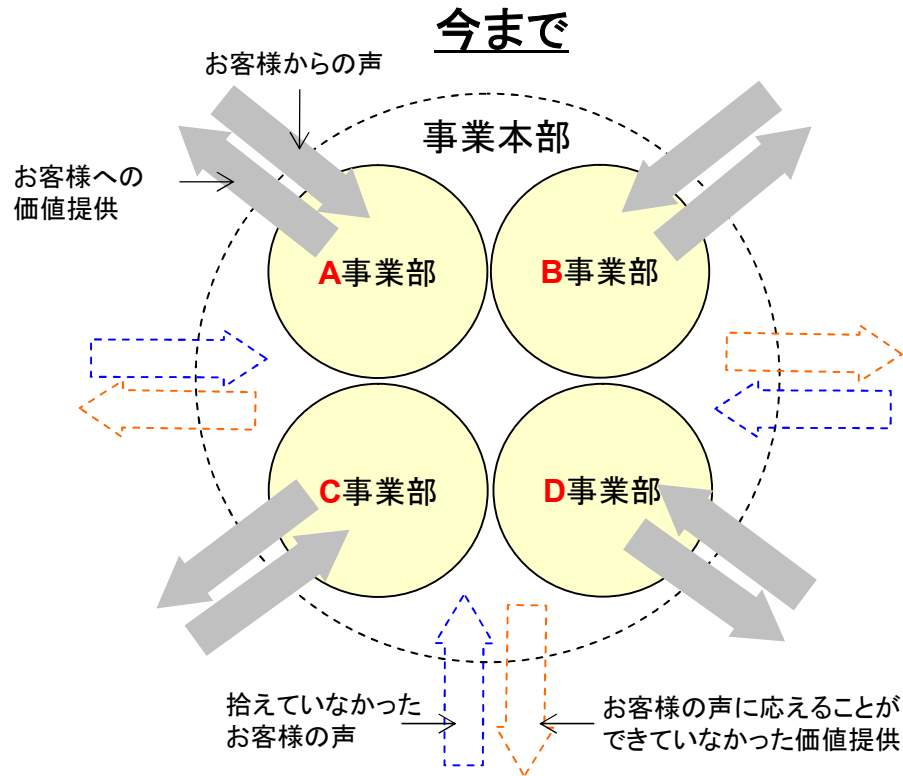 今まで
お客様からの声
事業本部
お客様への
価値提供
A事業部
B事業部
C事業部
D事業部
拾えていなかった
お客様の声
お客様の声に応えることが
できていなかった価値提供